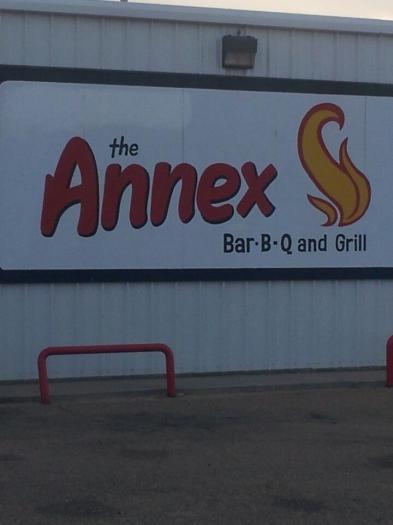 the
Annex
Bar-B-Q and Grill